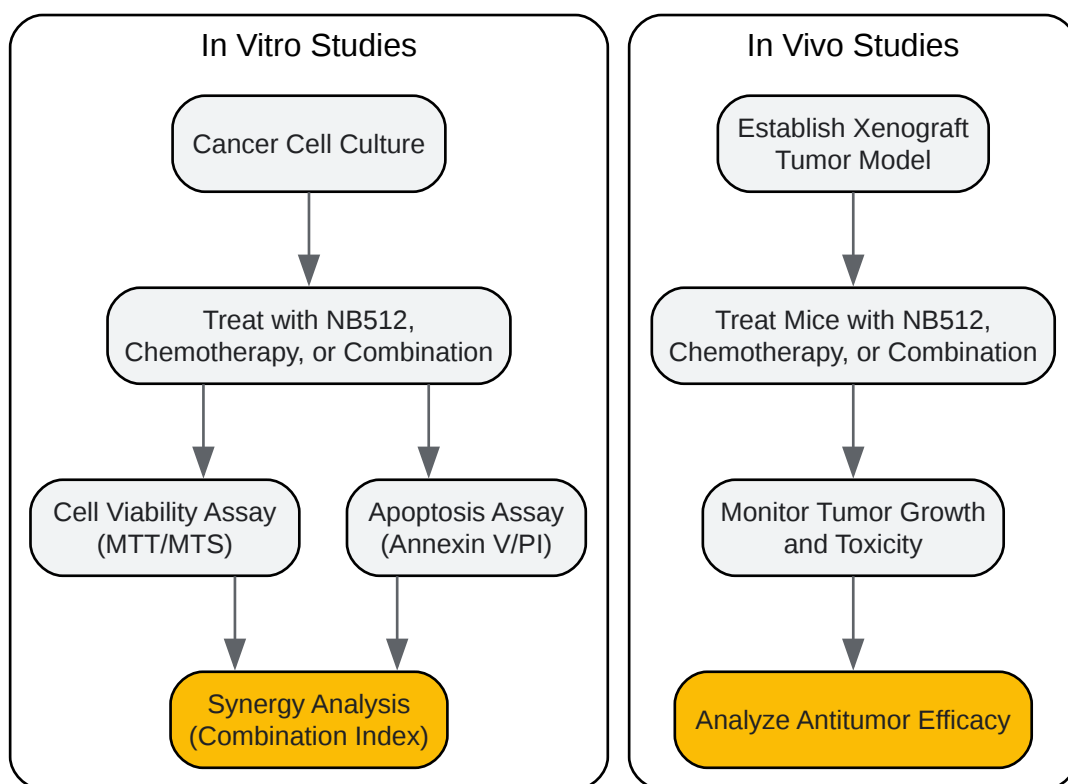 In Vitro Studies
Cancer Cell Culture
Treat with NB512,
Chemotherapy, or Combination
Cell Viability Assay
(MTT/MTS)
Apoptosis Assay
(Annexin V/PI)
Synergy Analysis
(Combination Index)
In Vivo Studies
Establish Xenograft
Tumor Model
Treat Mice with NB512,
Chemotherapy, or Combination
Monitor Tumor Growth
and Toxicity
Analyze Antitumor Efficacy